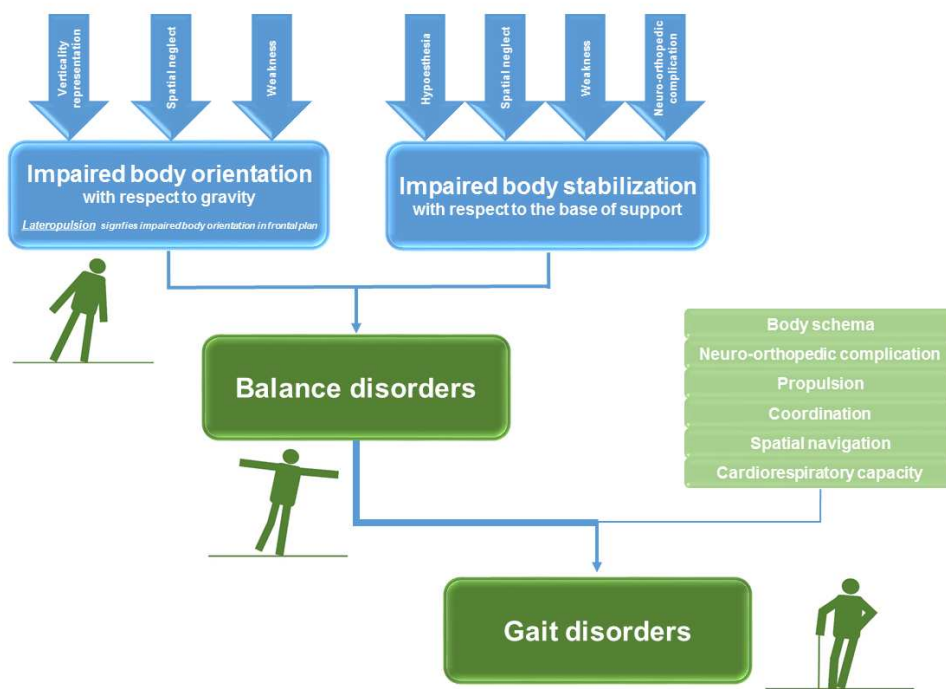 Verticality
representation
Spatial neglect
Weakness
Hypoesthesia
Spatial neglect
Weakness
Neuro-orthopedic
complication
Impaired body orientation
with respect to gravity
Lateropulsion signfies impaired body orientation in frontal plan
Impaired body stabilization
with respect to the base of support
Balance disorders
Body schema
Neuro-orthopedic complication
Propulsion
Coordination
Spatial navigation
Cardiorespiratory capacity
Gait disorders